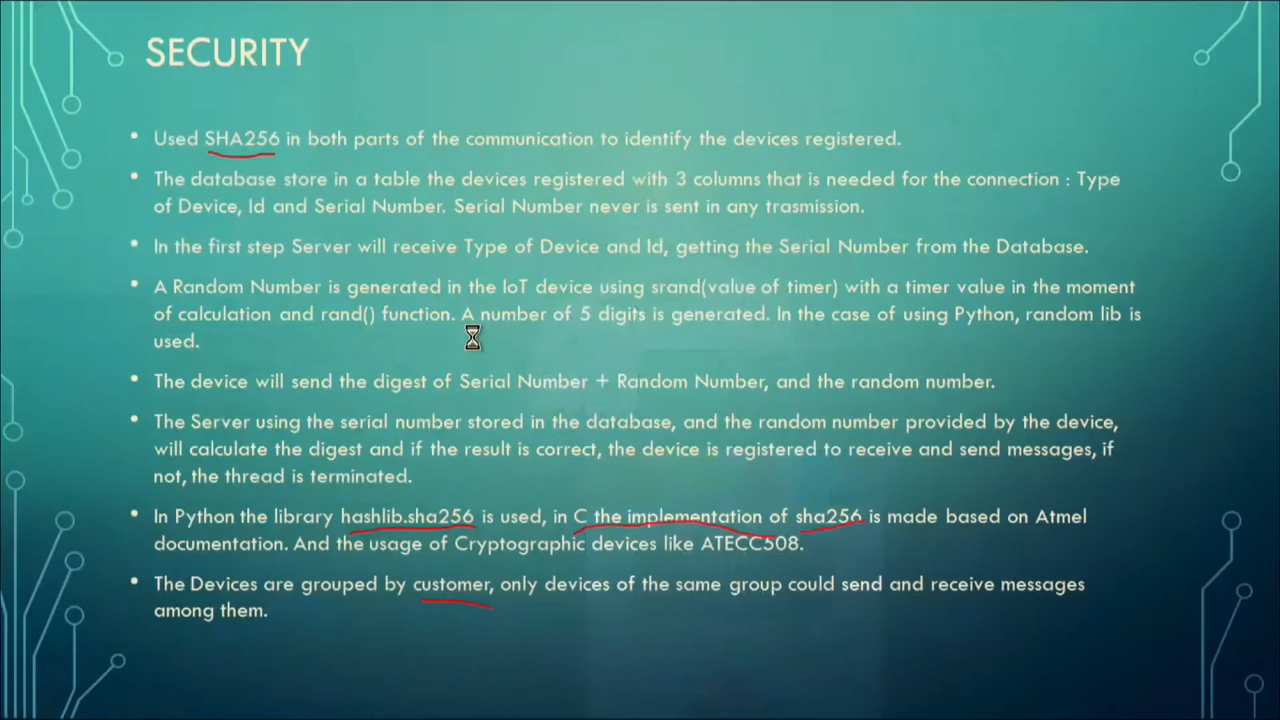 SECURITY
• Used SHA256 in both parts of the communication to identify the devices registered.
• The database store in a table the devices registered with 3 columns that is needed for the connection : Type
of Device, Id and Serial Number. Serial Number never is sent in any trasmission.
• In the first step Server will receive Type of Device and Id, getting the Serial Number from the Database.
• A Random Number is generated in the IoT device using srand(value of timer) with a timer value in the moment
of calculation and rand() function. A number of 5 digits is generated. In the case of using Python, random lib is
used.
• The device will send the digest of Serial Number + Random Number, and the random number.
• The Server using the serial number stored in the database, and the random number provided by the device,
will calculate the digest and if the result is correct, the device is registered to receive and send messages, if
not, the thread is terminated.
• In Python the library hashlib.sha256 is used, in C the implementation of sha256 is made based on Atmel
documentation. And the usage of Cryptographic devices like ATECC508.
• The Devices are grouped by customer, only devices of the same group could send and receive messages
among them.